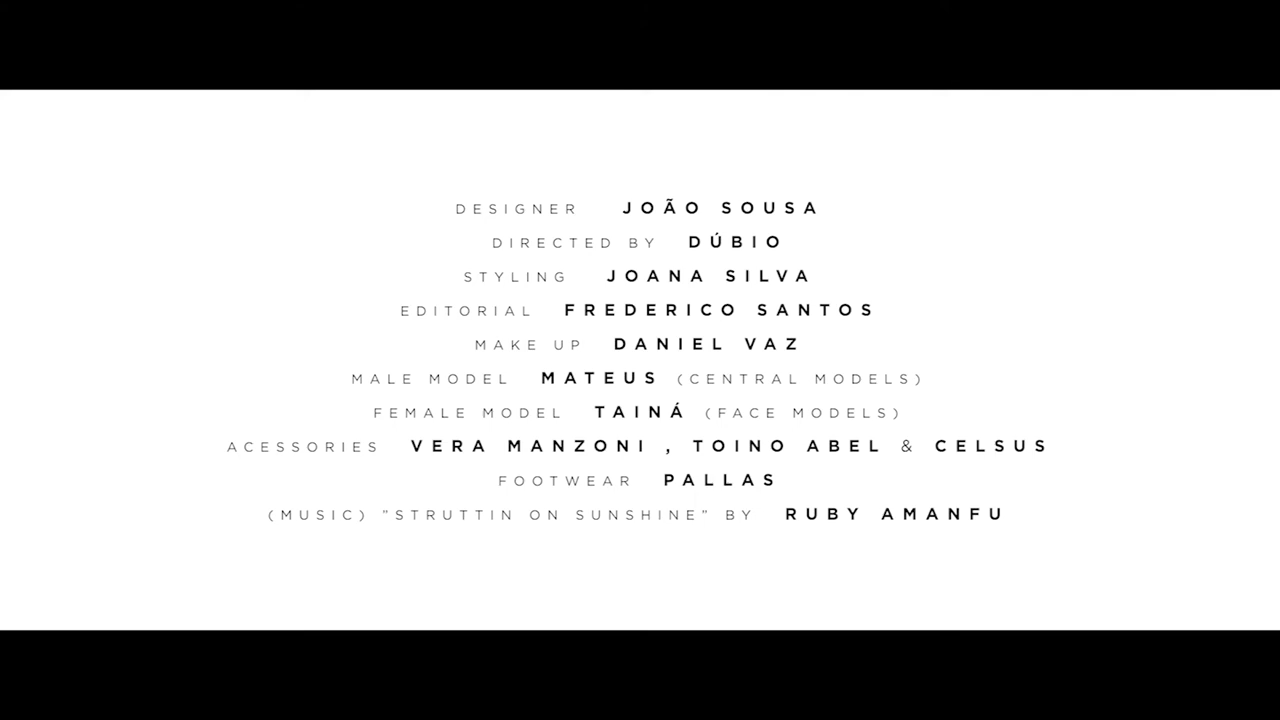 DESIGNER JOÃO SOUSA
DIRECTED BY DÚBIO
STYLING JOANA SILVA
EDITORIAL FREDERICO SANTOS
MAKE UP DANIEL VAZ
MALE MODEL MATEUS (CENTRAL MODELS)
FEMALE MODEL TAINÁ (FACE MODELS)
ACESSORIES VERA MANZONI , TOINO ABEL & CELSUS
FOOTWEAR PALLAS
(MUSIC) "STRUTTIN ON SUNSHINE" BY RUBY AMANFU